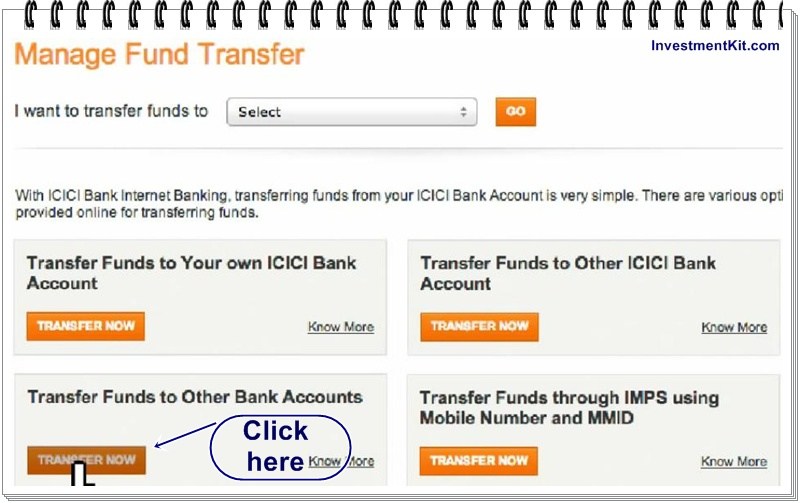 InvestmentKit.com
Manage Fund Transfer
I want to transfer funds to Select GO
With ICICI Bank Internet Banking, transferring funds from your ICICI Bank Account is very simple. There are various opti
provided online for transferring funds.
Transfer Funds to Your own ICICI Bank
Account
TRANSFER NOW Know More
Transfer Funds to Other ICICI Bank
Account
TRANSFER NOW Know More
Transfer Funds to Other Bank Accounts
TRANSFER NOW Know More
Click
here
Transfer Funds through IMPS using
Mobile Number and MMID
TRANSFER NOW Know More